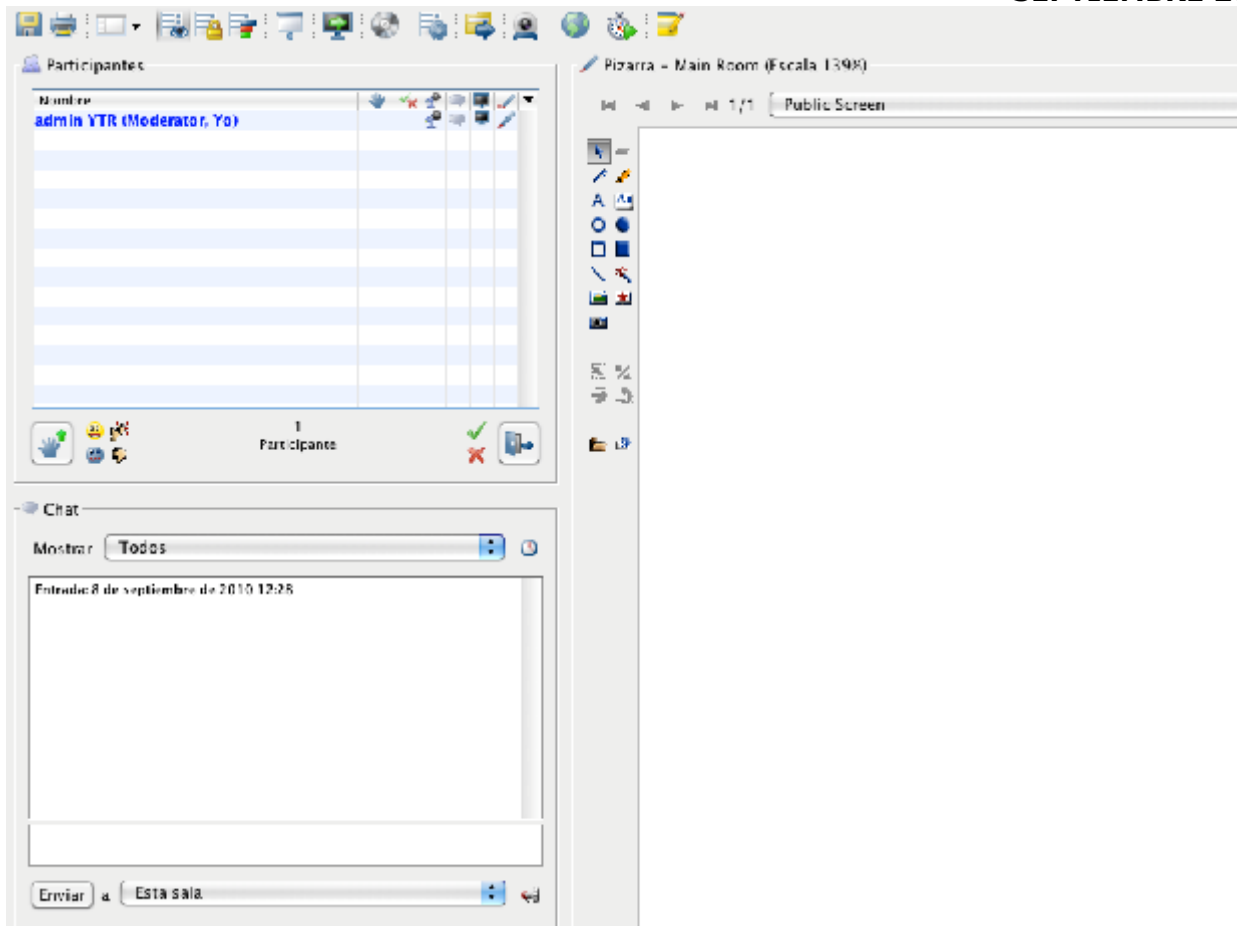 Participantes
Nombre
admin YTR (Moderator, Yo)
1
Participante
Chat
Mostrar Todos
Entrada: 8 de septiembre de 2010 12:28
Enviar a Esta sala
Pizarra – Main Room (Escala 139%)
1/1 Public Screen
A